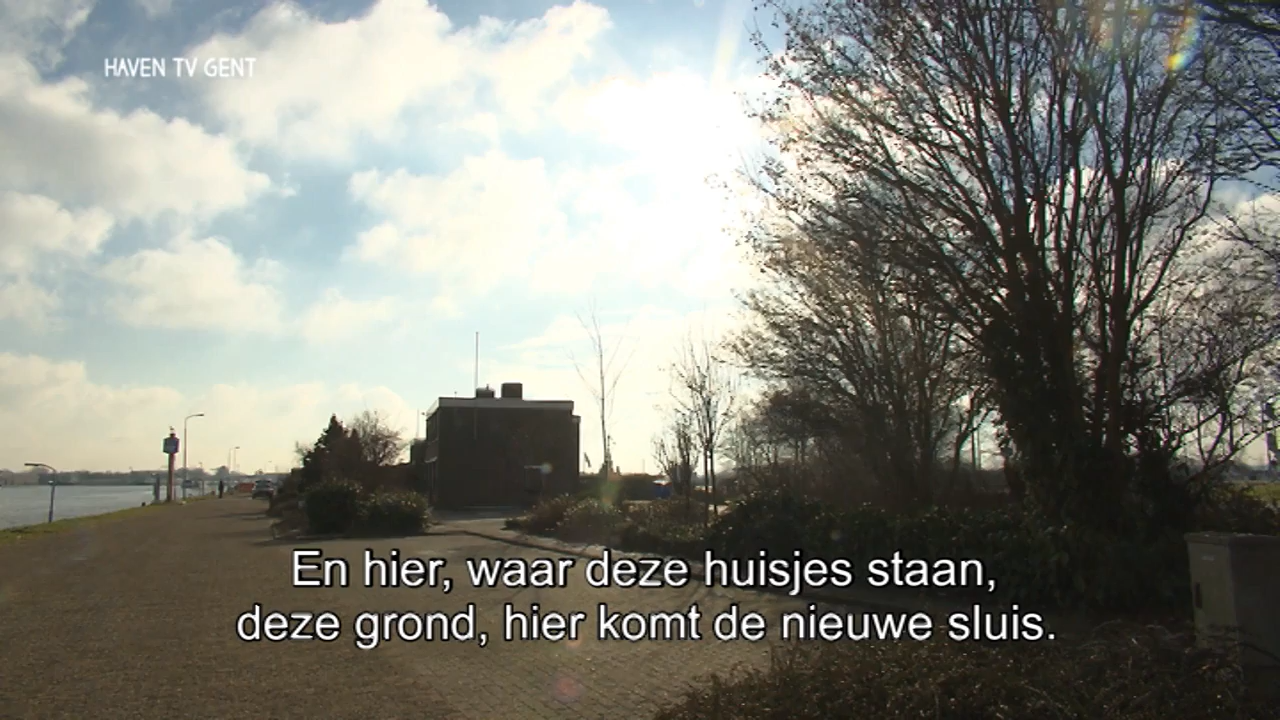 HAVEN TV GENT
En hier, waar deze huisjes staan,
deze grond, hier komt de nieuwe sluis.